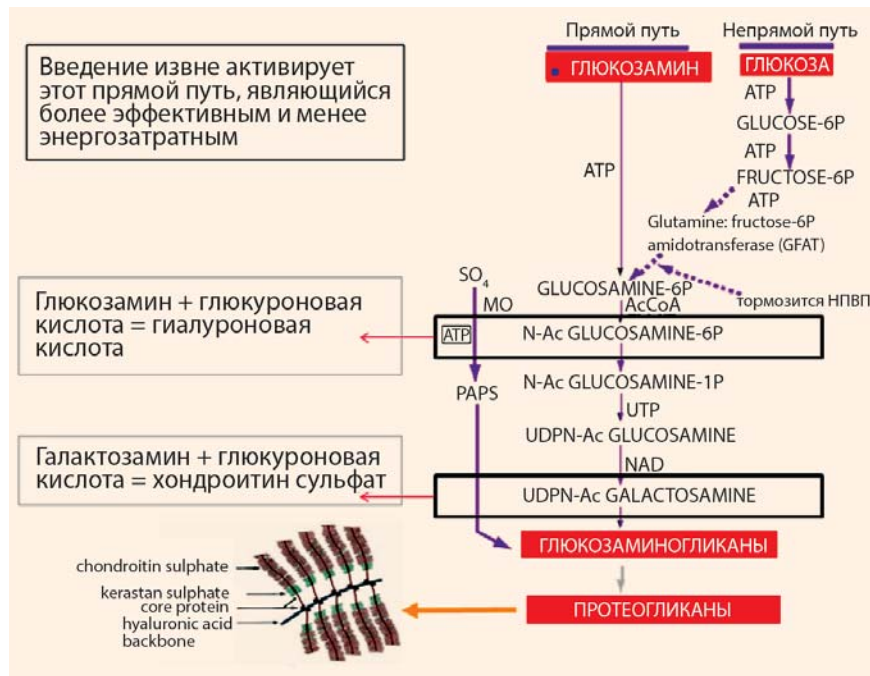 Прямой путь
Непрямой путь
Введение извне активирует
этот прямой путь, являющийся
более эффективным и менее
энергозатратным
ГЛЮКОЗАМИН
ГЛЮКОЗА
ATP
GLUCOSE-6P
ATP
ATP
FRUCTOSE-6P
ATP
Glutamine: fructose-6P
amidotransferase (GFAT)
SO4
GLUCOSAMINE-6P
MO
AcCoA
тормозится НПВП
Глюкозамин + глюкуроновая
кислота = гиалуроновая
кислота
ATP
N-Ac GLUCOSAMINE-6P
PAPS
N-Ac GLUCOSAMINE-1P
UTP
UDPN-Ac GLUCOSAMINE
NAD
Галактозамин + глюкуроновая
кислота = хондроитин сульфат
UDPN-Ac GALACTOSAMINE
ГЛЮКОЗАМИНОГЛИКАНЫ
ПРОТЕОГЛИКАНЫ
chondroitin sulphate
kerastan sulphate
core protein
hyaluronic acid
backbone